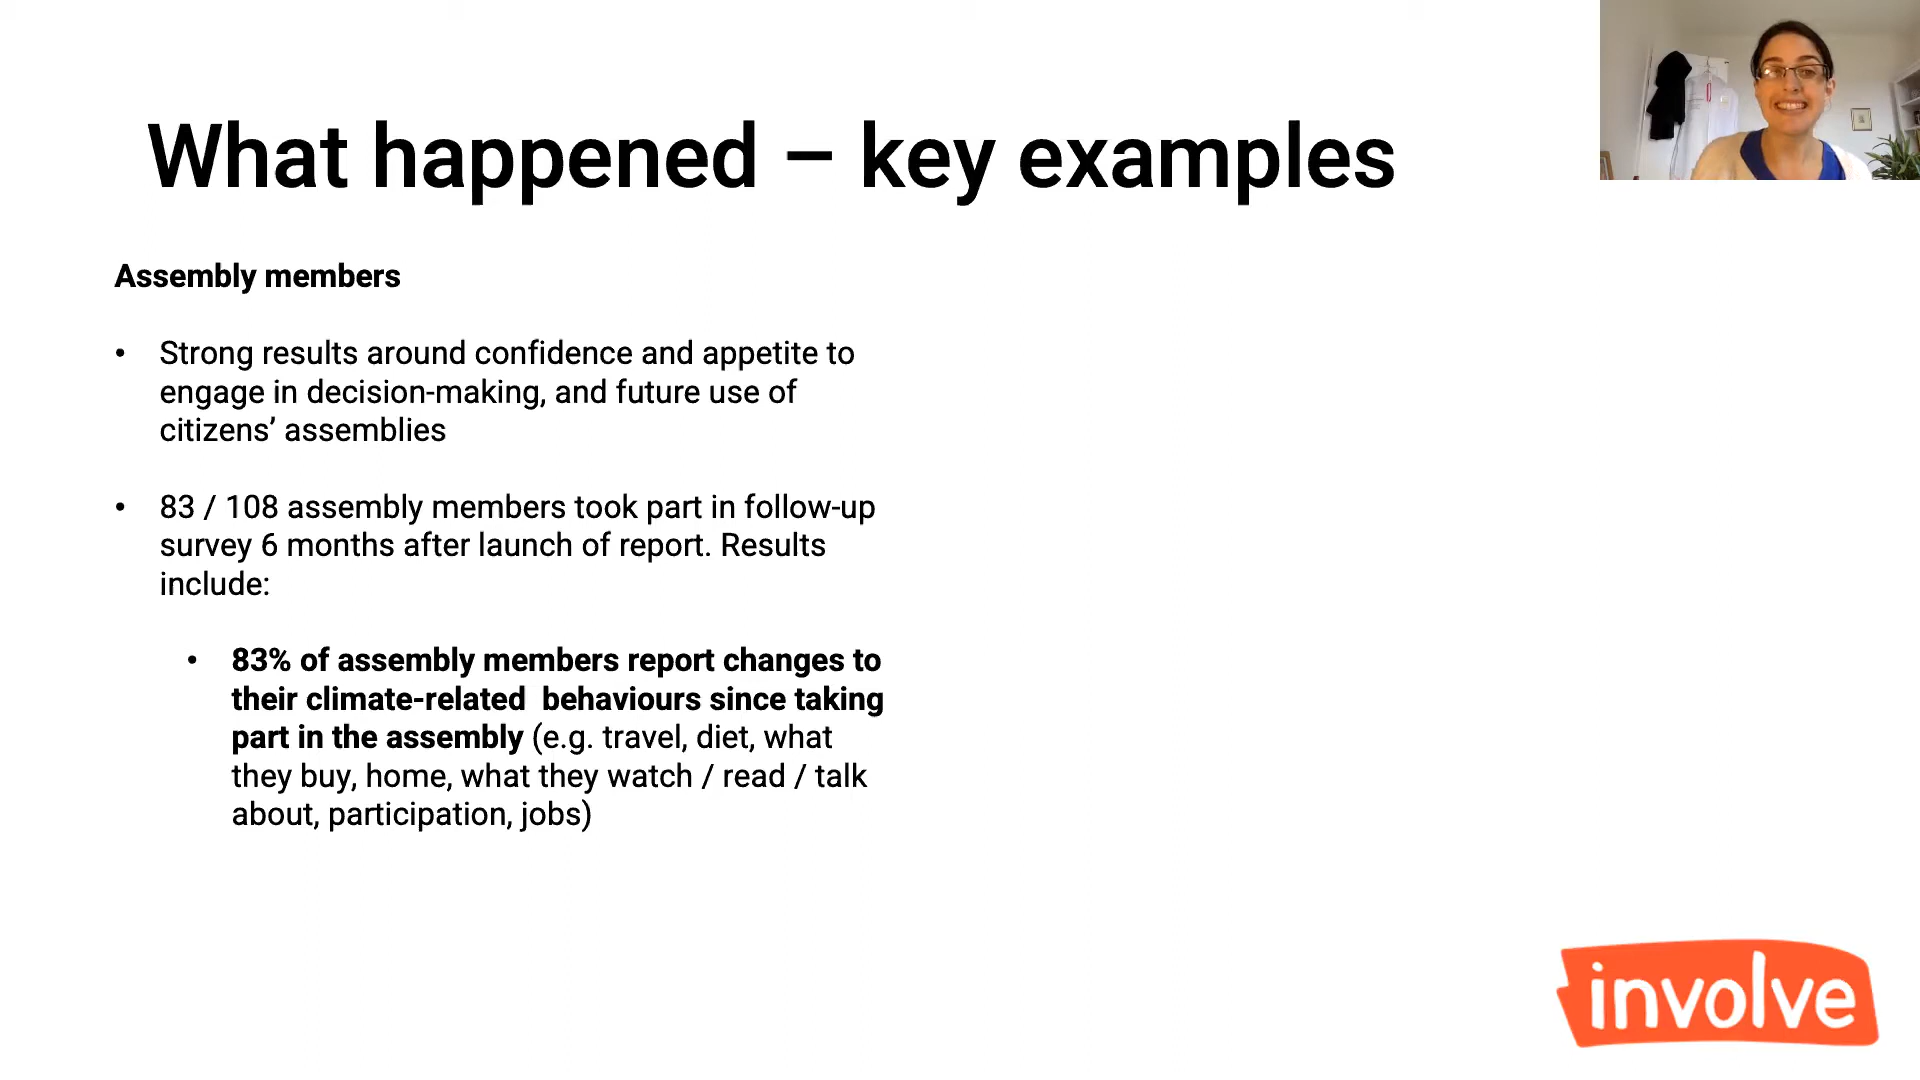 What happened – key examples
Assembly members
• Strong results around confidence and appetite to
engage in decision-making, and future use of
citizens’ assemblies
• 83 / 108 assembly members took part in follow-up
survey 6 months after launch of report. Results
include:
• 83% of assembly members report changes to
their climate-related  behaviours since taking
part in the assembly (e.g. travel, diet, what
they buy, home, what they watch / read / talk
about, participation, jobs)
involve